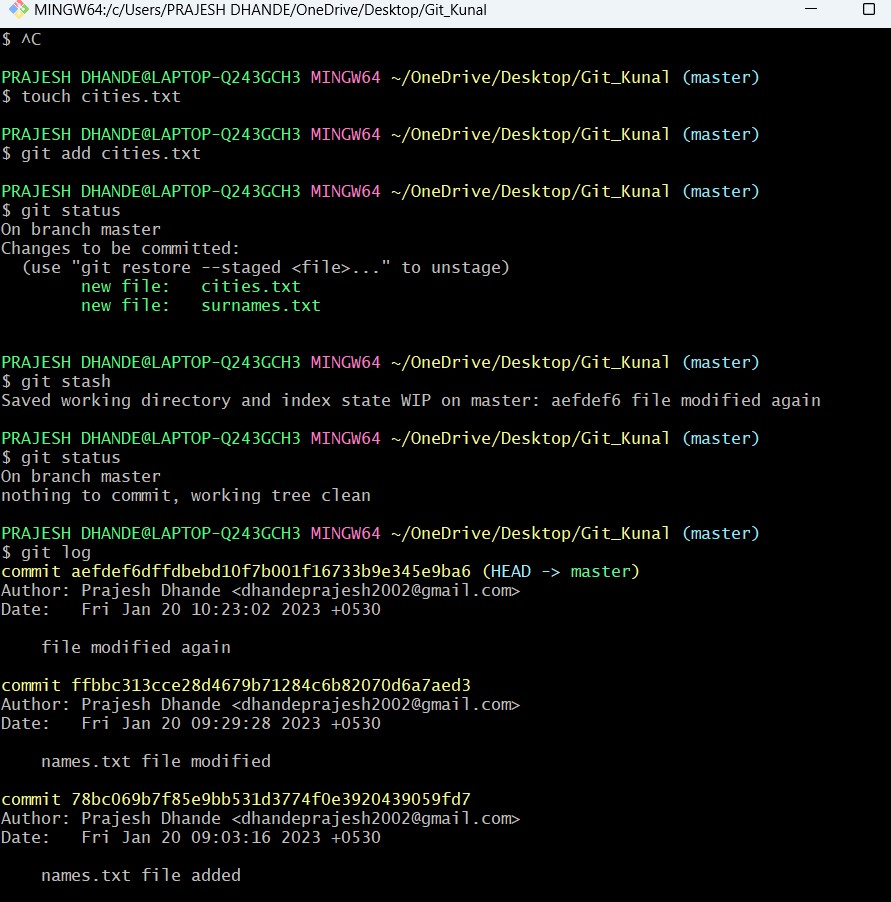 MINGW64:/c/Users/PRAJESH DHANDE/OneDrive/Desktop/Git_Kunal
$ ^C
PRAJESH DHANDE@LAPTOP-Q243GCH3 MINGW64 ~/OneDrive/Desktop/Git_Kunal (master)
$ touch cities.txt
PRAJESH DHANDE@LAPTOP-Q243GCH3 MINGW64 ~/OneDrive/Desktop/Git_Kunal (master)
$ git add cities.txt
PRAJESH DHANDE@LAPTOP-Q243GCH3 MINGW64 ~/OneDrive/Desktop/Git_Kunal (master)
$ git status
On branch master
Changes to be committed:
  (use "git restore --staged <file>..." to unstage)
        new file:   cities.txt
        new file:   surnames.txt
PRAJESH DHANDE@LAPTOP-Q243GCH3 MINGW64 ~/OneDrive/Desktop/Git_Kunal (master)
$ git stash
Saved working directory and index state WIP on master: aefdef6 file modified again
PRAJESH DHANDE@LAPTOP-Q243GCH3 MINGW64 ~/OneDrive/Desktop/Git_Kunal (master)
$ git status
On branch master
nothing to commit, working tree clean
PRAJESH DHANDE@LAPTOP-Q243GCH3 MINGW64 ~/OneDrive/Desktop/Git_Kunal (master)
$ git log
commit aefdef6dffdbebd10f7b001f16733b9e345e9ba6 (HEAD -> master)
Author: Prajesh Dhande <dhandeprajesh2002@gmail.com>
Date:   Fri Jan 20 10:23:02 2023 +0530
    file modified again
commit ffbbc313cce28d4679b71284c6b82070d6a7aed3
Author: Prajesh Dhande <dhandeprajesh2002@gmail.com>
Date:   Fri Jan 20 09:29:28 2023 +0530
    names.txt file modified
commit 78bc069b7f85e9bb531d3774f0e3920439059fd7
Author: Prajesh Dhande <dhandeprajesh2002@gmail.com>
Date:   Fri Jan 20 09:03:16 2023 +0530
    names.txt file added